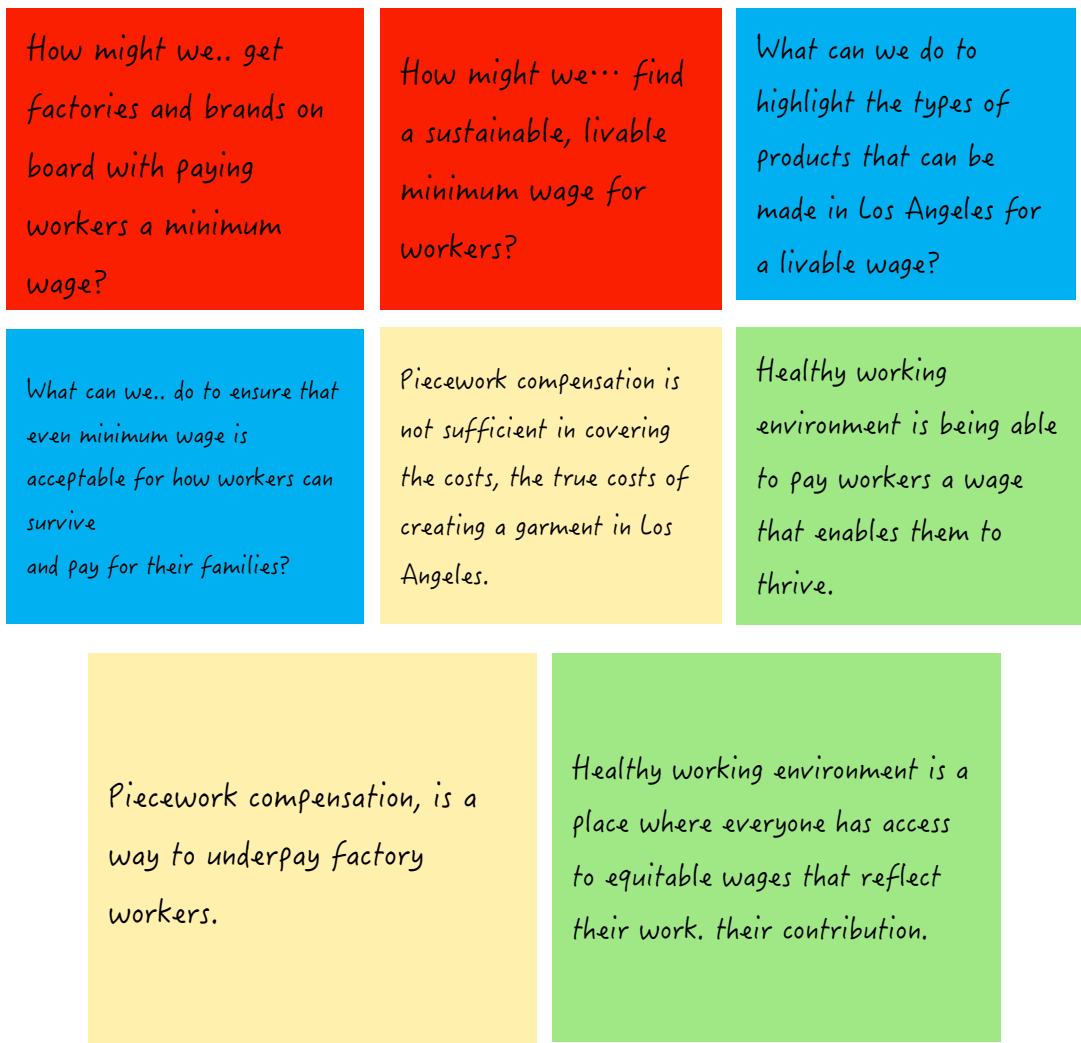 How might we.. get
factories and brands on
board with paying
workers a minimum
wage?
How might we... find
a sustainable, livable
minimum wage for
workers?
What can we do to
highlight the types of
products that can be
made in Los Angeles for
a livable wage?
What can we.. do to ensure that
even minimum wage is
acceptable for how workers can
survive
and pay for their families?
Piecework compensation is
not sufficient in covering
the costs, the true costs of
creating a garment in Los
Angeles.
Healthy working
environment is being able
to pay workers a wage
that enables them to
thrive.
Piecework compensation, is a
way to underpay factory
workers.
Healthy working environment is a
place where everyone has access
to equitable wages that reflect
their work. their contribution.